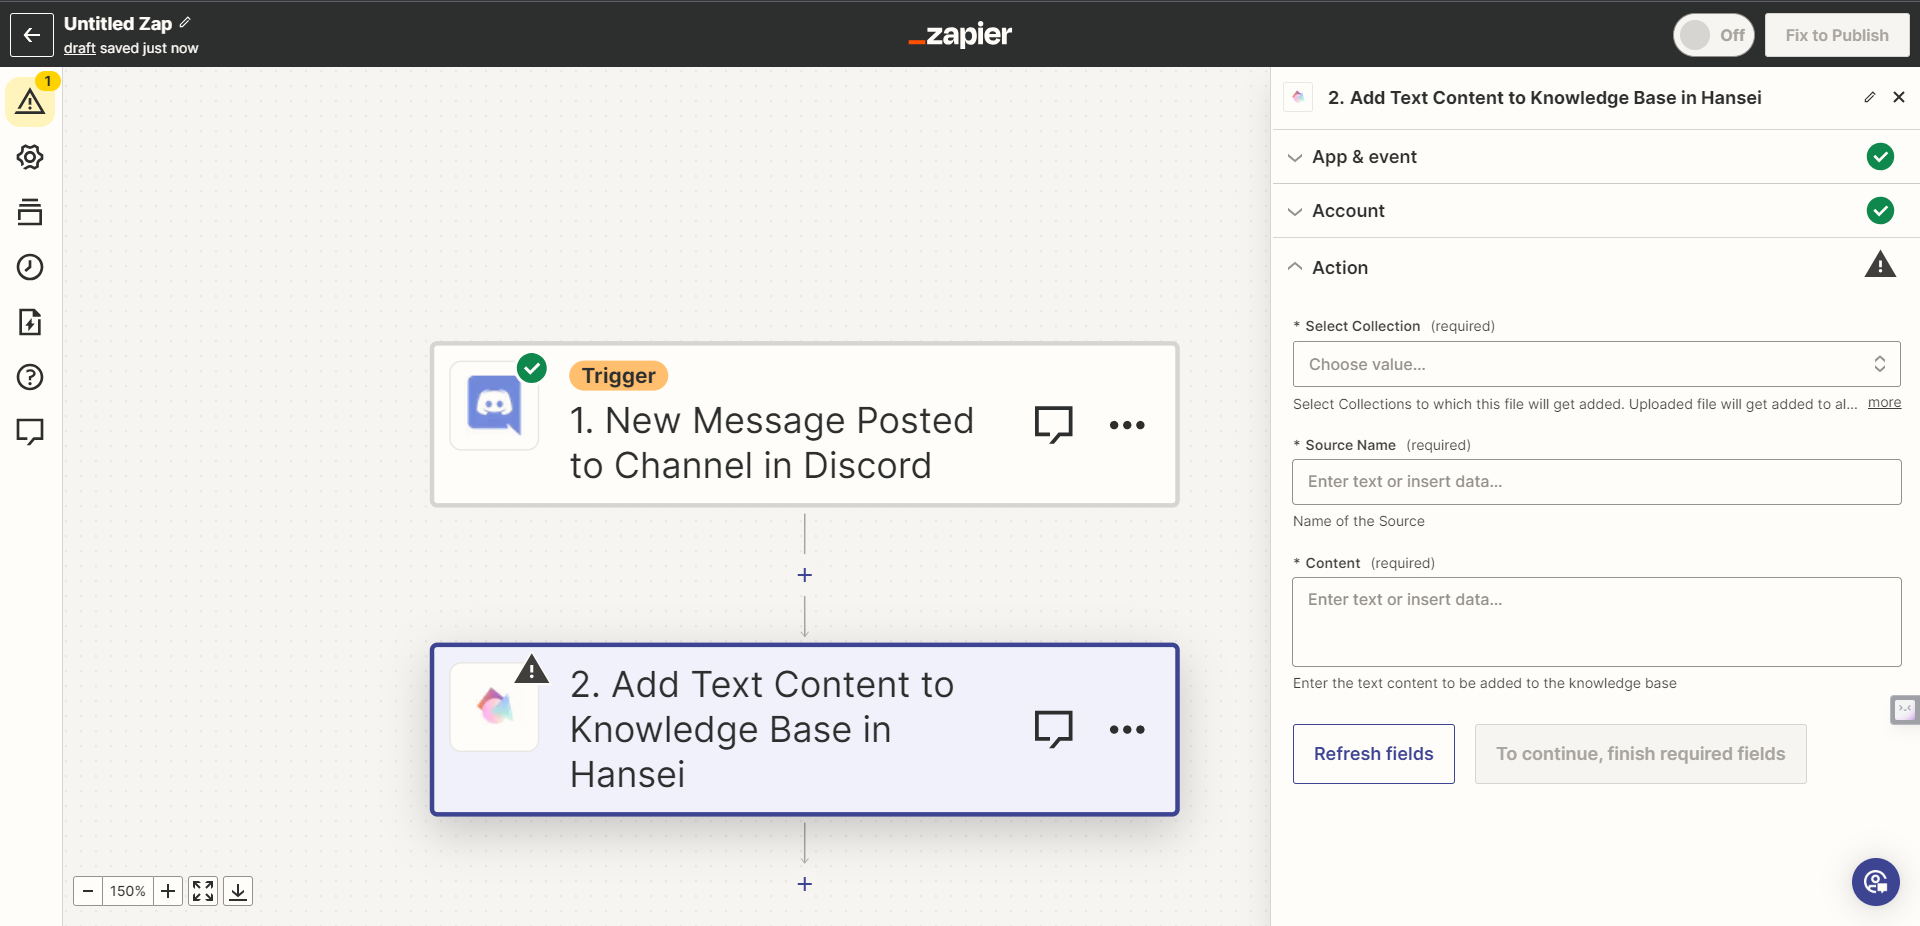 Untitled Zap
draft saved just now
zapier
Off
Fix to Publish
1
Trigger
1. New Message Posted
to Channel in Discord
2. Add Text Content to
Knowledge Base in
Hansei
150%
2. Add Text Content to Knowledge Base in Hansei
App & event
Account
Action
* Select Collection (required)
Choose value...
Select Collections to which this file will get added. Uploaded file will get added to al... more
* Source Name (required)
Enter text or insert data...
Name of the Source
* Content (required)
Enter text or insert data...
Enter the text content to be added to the knowledge base
Refresh fields
To continue, finish required fields